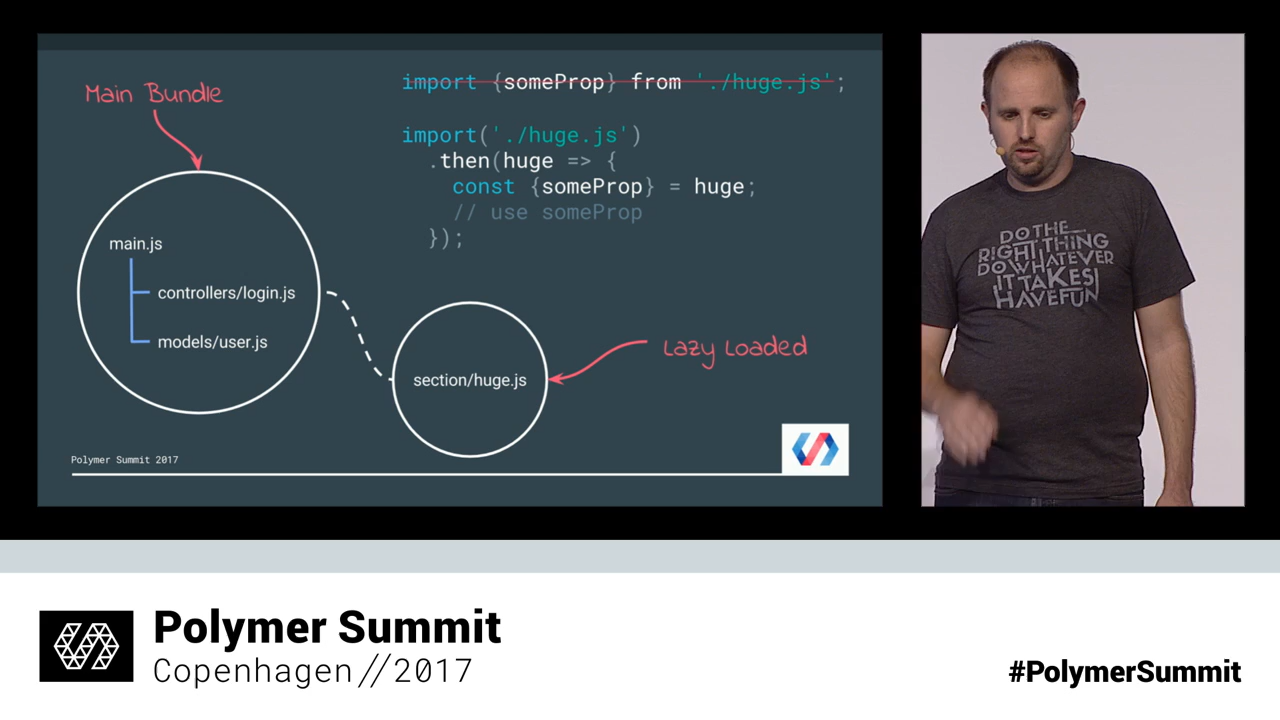 Main Bundle
import {someProp} from './huge.js';
import('./huge.js')
.then(huge => {
const {someProp} = huge;
// use someProp
});
main.js
controllers/login.js
models/user.js
section/huge.js
Lazy Loaded
Polymer Summit 2017
DO THE
RIGHT THING
DO WHATEVER
IT TAKES
HAVE FUN
Polymer Summit
Copenhagen//2017
#PolymerSummit